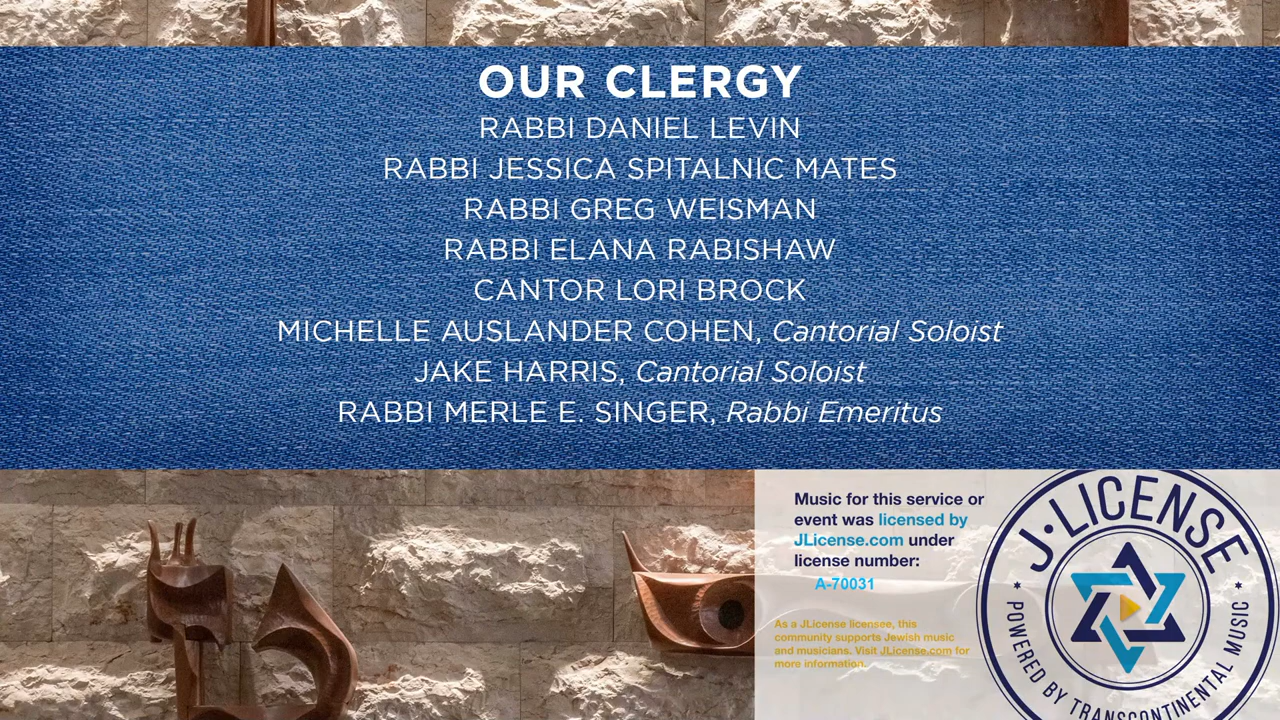 OUR CLERGY
RABBI DANIEL LEVIN
RABBI JESSICA SPITALNIC MATES
RABBI GREG WEISMAN
RABBI ELANA RABISHAW
CANTOR LORI BROCK
MICHELLE AUSLANDER COHEN, Cantorial Soloist
JAKE HARRIS, Cantorial Soloist
RABBI MERLE E. SINGER, Rabbi Emeritus
Music for this service or
event was licensed by
JLicense.com under
license number:
A-70031
As a JLicense licensee, this
community supports Jewish music
and musicians. Visit JLicense.com for
more information.
J·LICENSE
POWERED BY TRANSCONTINENTAL MUSIC